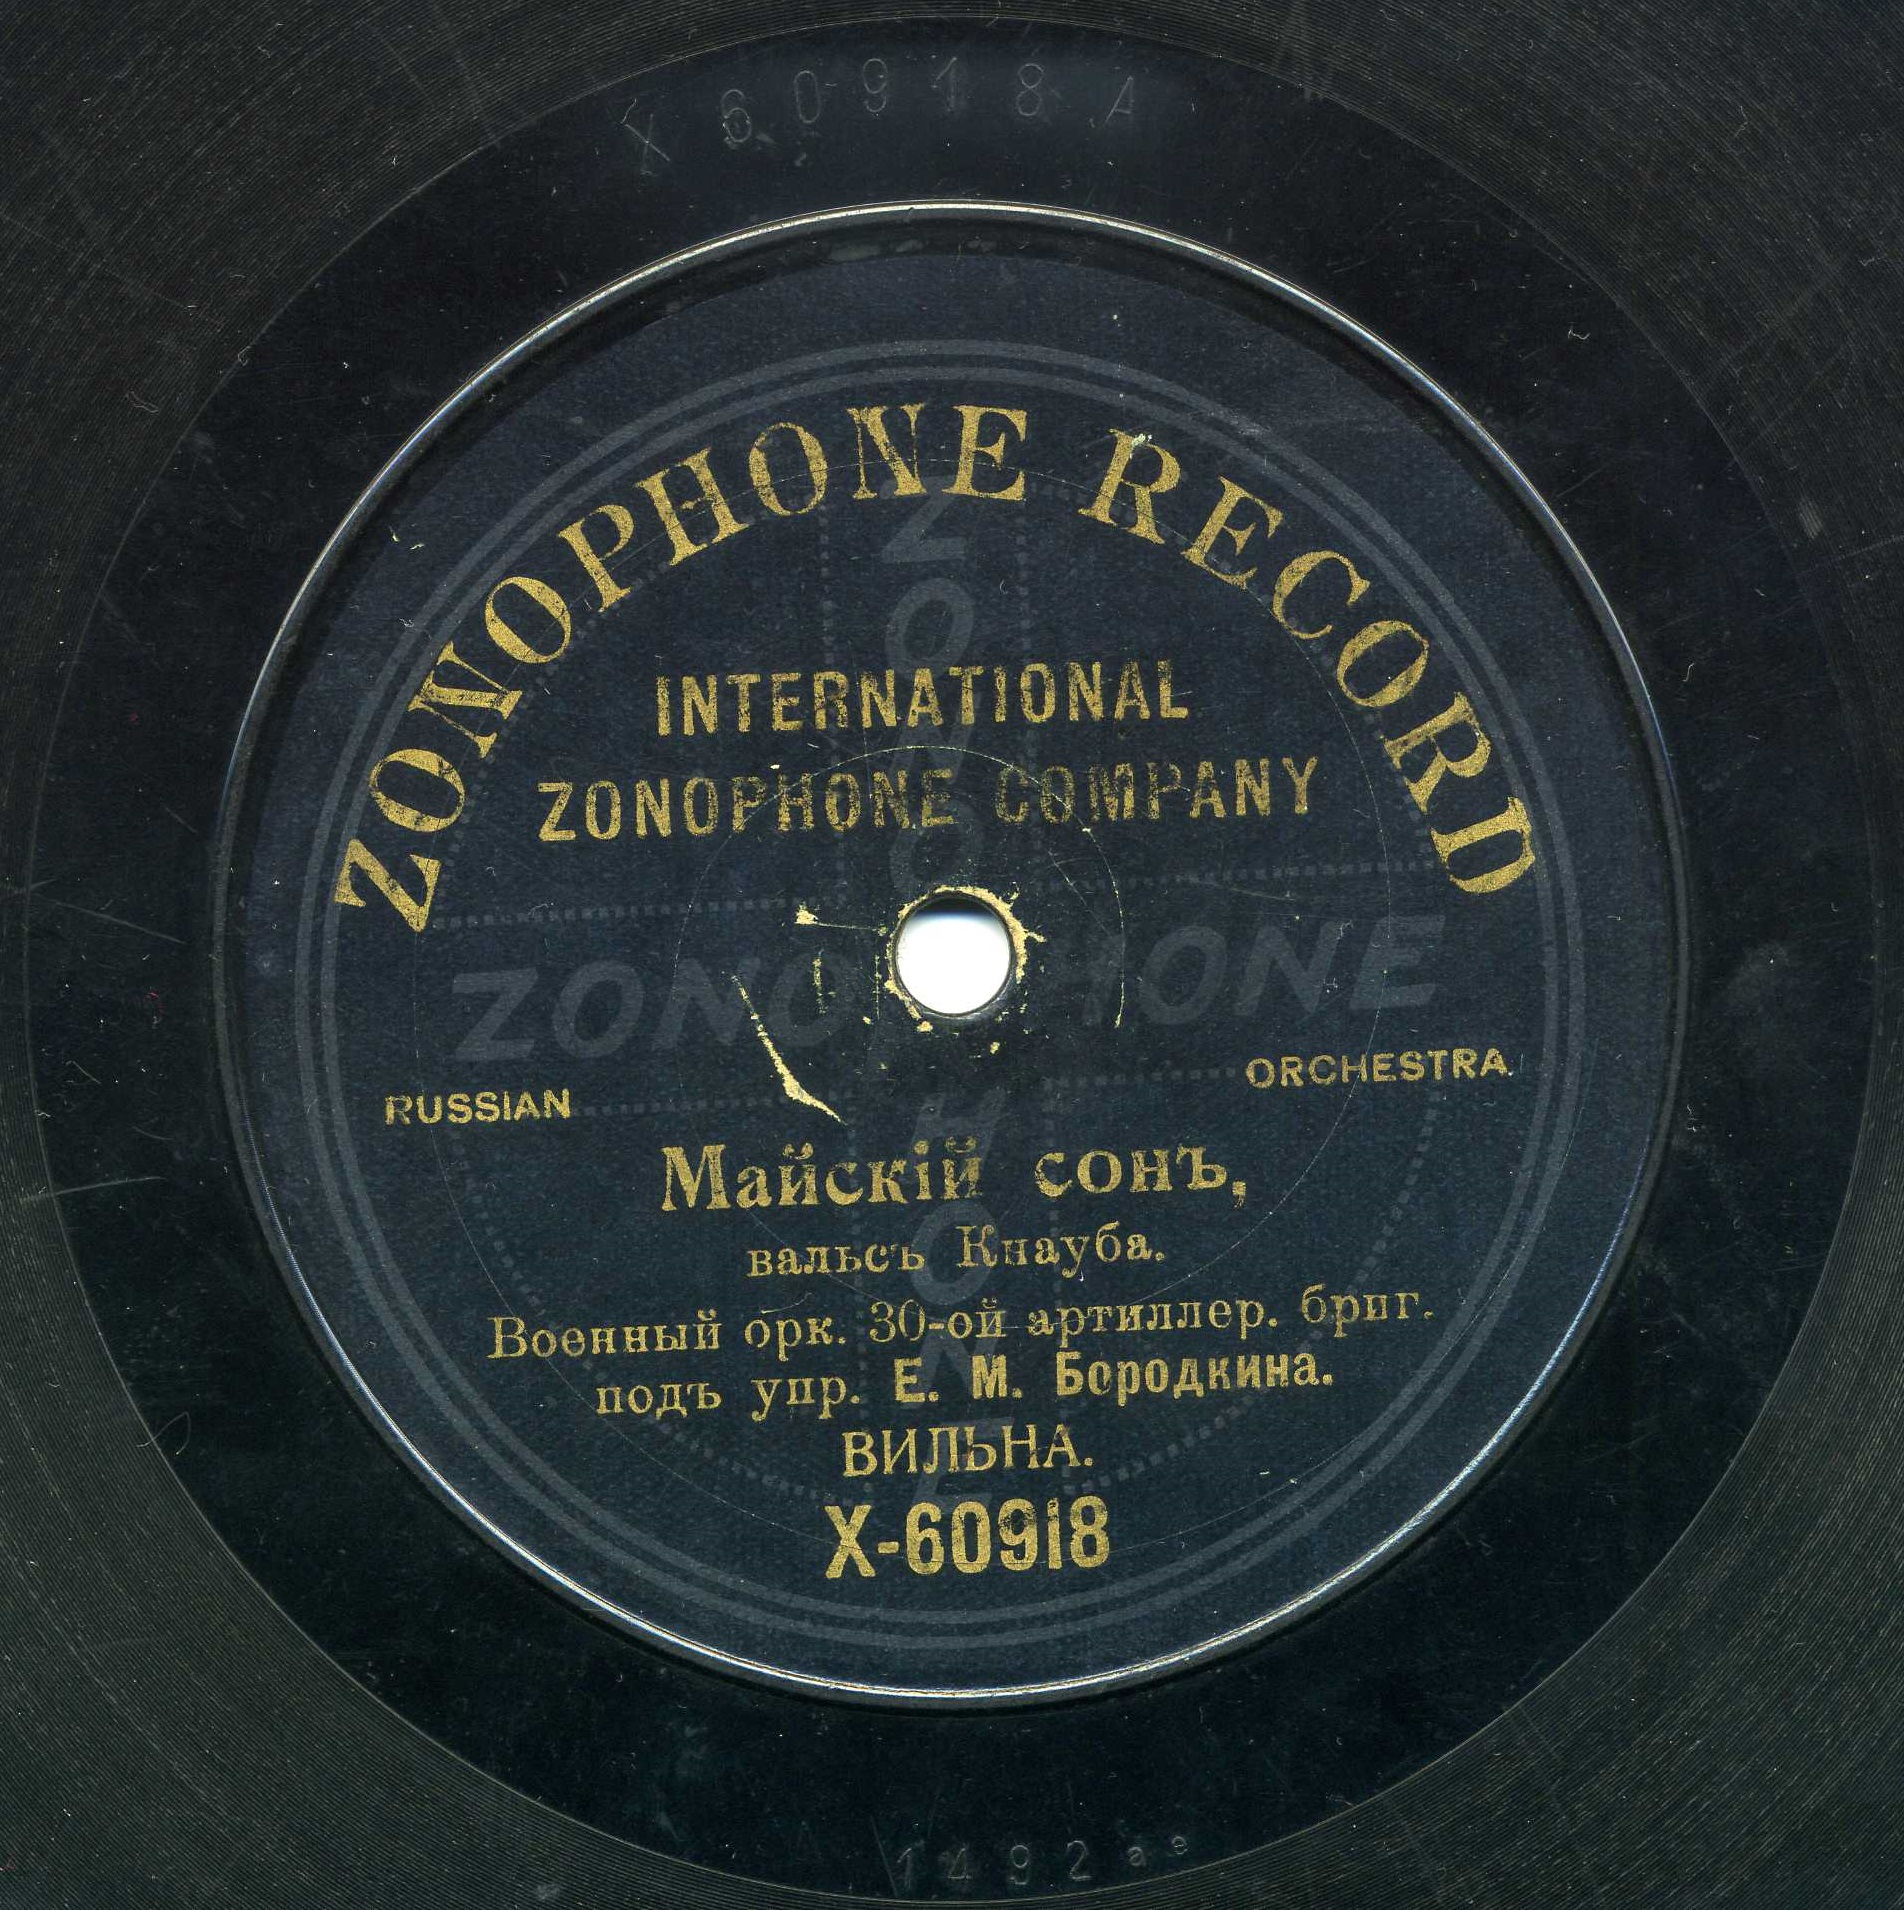 X 60918 A
ZONOPHONE RECORD
INTERNATIONAL
ZONOPHONE COMPANY
ZONOPHONE
ZONOPHONE
RUSSIAN ORCHESTRA.
Майскій сонъ,
вальсъ Кнауба.
Военный орк. 30-ой артиллер. бриг.
подъ упр. Е. М. Бородкина.
ВИЛЬНА.
X-60918
1492 ae